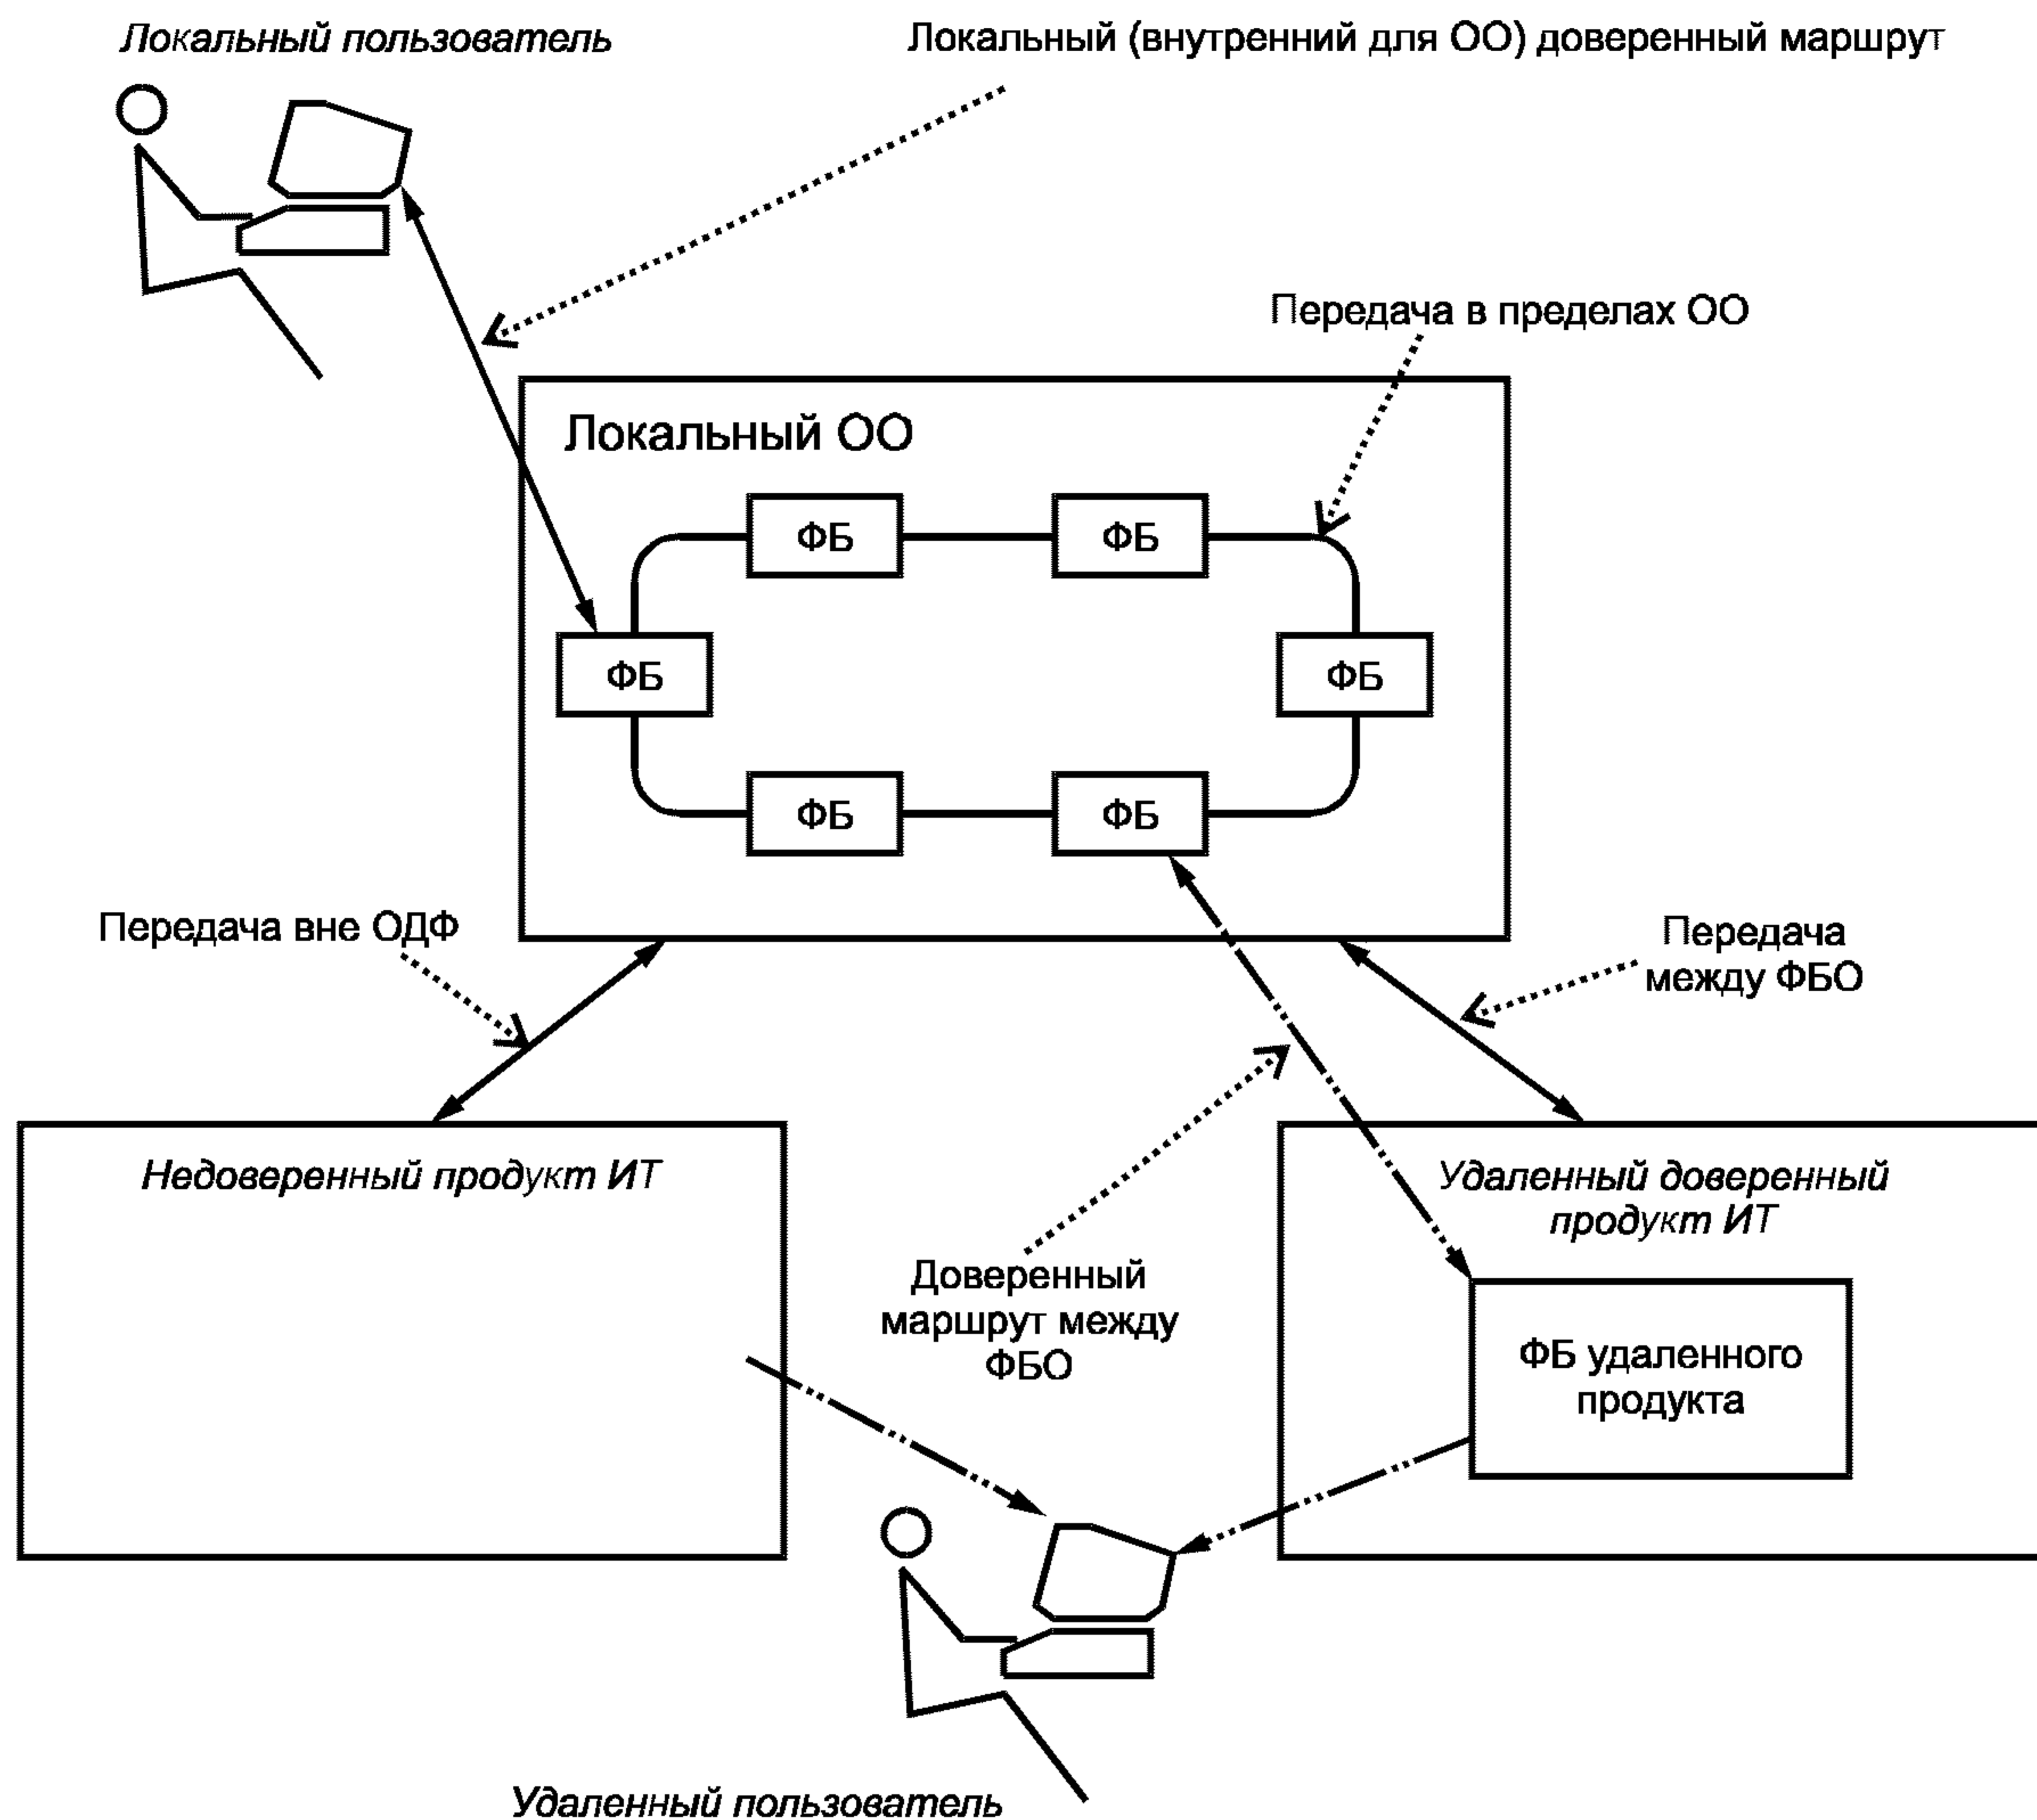 Локальный пользователь
Локальный (внутренний для ОО) доверенный маршрут
Передача в пределах ОО
Локальный ОО
ФБ
ФБ
ФБ
ФБ
ФБ
ФБ
Передача вне ОДФ
Передача
между ФБО
Недоверенный продукт ИТ
Удаленный доверенный
продукт ИТ
Доверенный
маршрут между
ФБО
ФБ удаленного
продукта
Удаленный пользователь